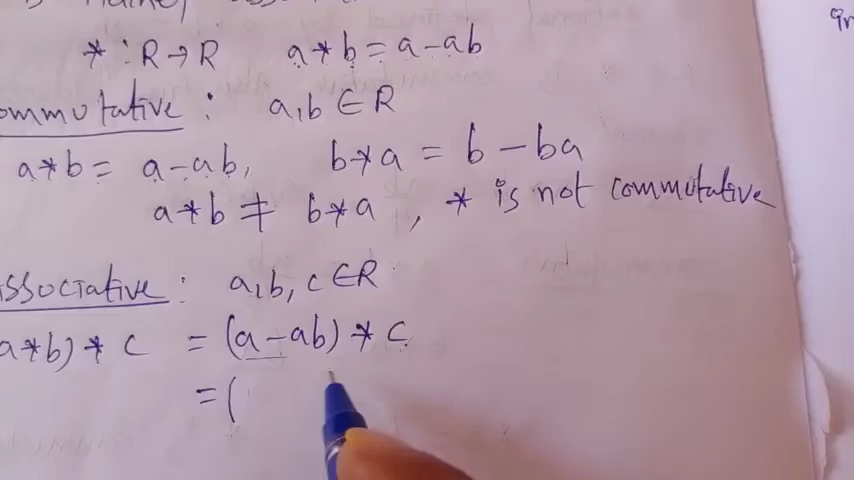 * : R → R a * b = a - ab
ommutative : a, b ∈ R
a * b = a - ab, b * a = b - ba
a * b ≠ b * a , * is not commutative
ssociative : a, b, c ∈ R
a * b) * c = (a - ab) * c
= (